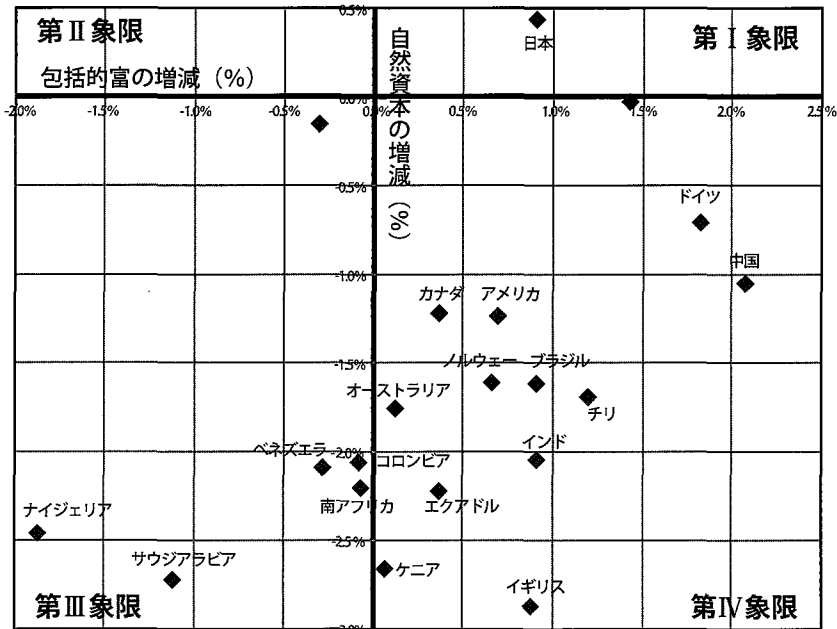 0.5%
第Ⅱ象限
第Ⅰ象限
日本
包括的富の増減（%）
自然資本の増減（%）
-2.0%
-1.5%
-1.0%
-0.5%
0.0%
0.0%
0.5%
1.0%
1.5%
2.0%
2.5%
ドイツ
-0.5%
中国
-1.0%
カナダ
アメリカ
ノルウェー
ブラジル
-1.5%
オーストラリア
チリ
インド
ベネズエラ
-2.0%
コロンビア
南アフリカ
エクアドル
ナイジェリア
-2.5%
サウジアラビア
ケニア
イギリス
第Ⅲ象限
第Ⅳ象限
-3.0%